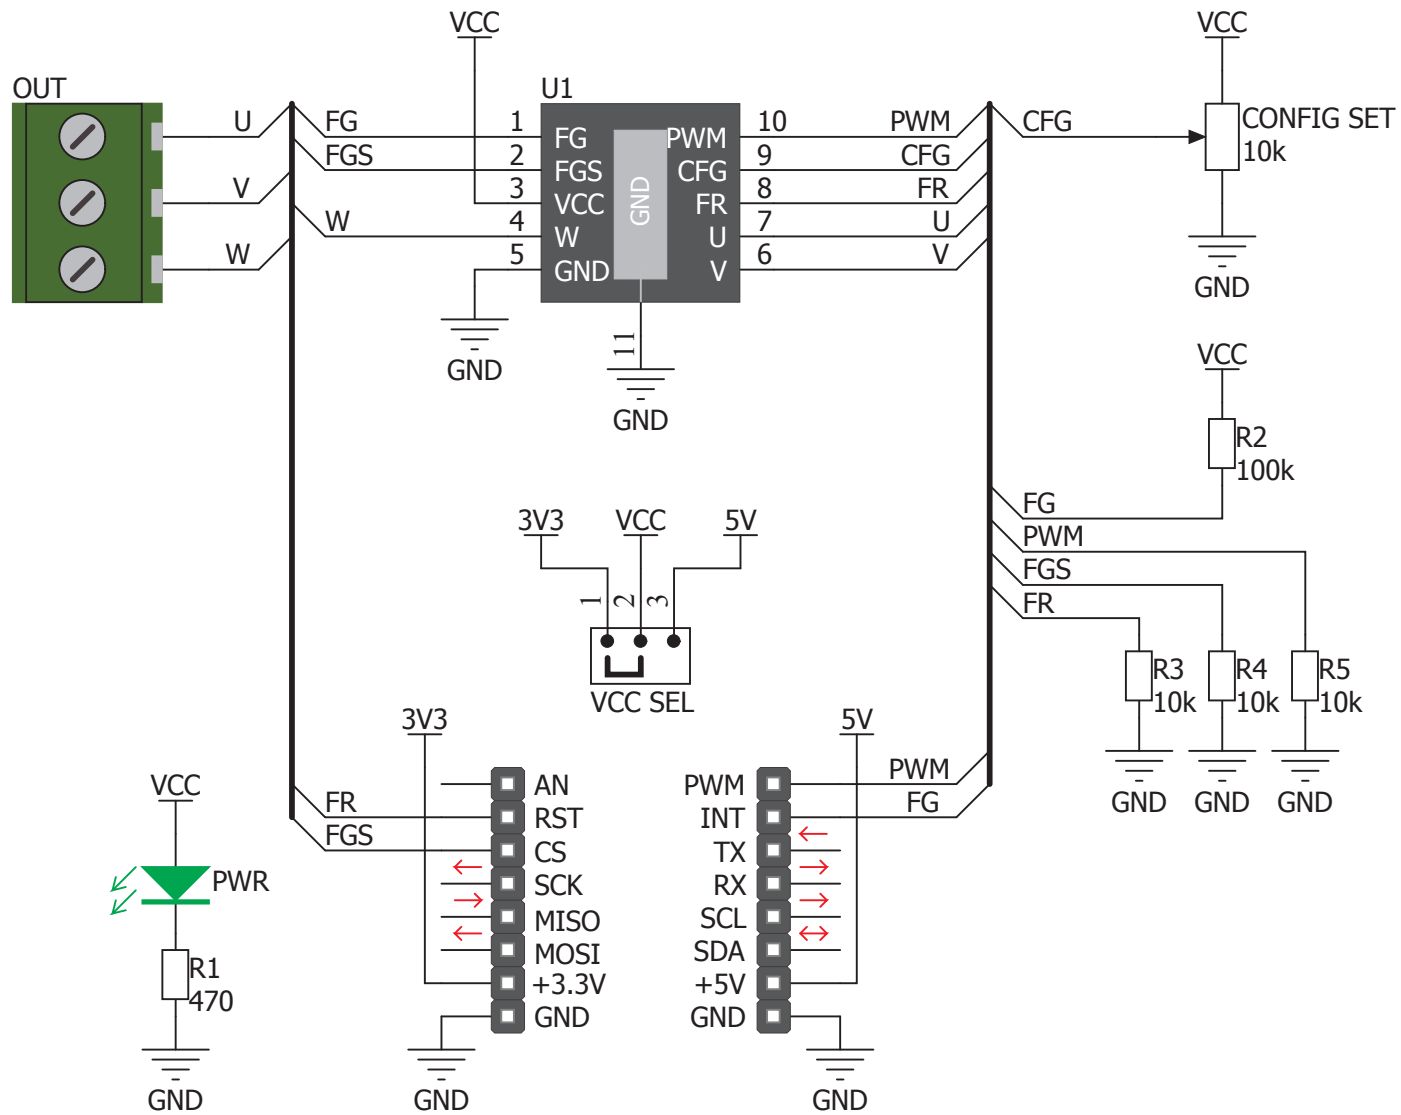 VCC
VCC
OUT
U1
U FG 1 FG PWM 10 PWM CFG CONFIG SET
10k
FGS 2 FGS CFG 9 CFG
V 3 VCC GND FR 8 FR
W 4 W U 7 U
W 5 GND V 6 V
GND
GND
11
GND
VCC
R2
100k
3V3 VCC 5V
FG
PWM
FGS
FR
1 2 3
VCC SEL
R3
10k
R4
10k
R5
10k
GND GND GND
3V3 5V
VCC
AN PWM PWM
FR RST INT FG
FGS CS TX
PWR
SCK RX
MISO SCL
MOSI SDA
R1
470
+3.3V +5V
GND GND
GND GND GND